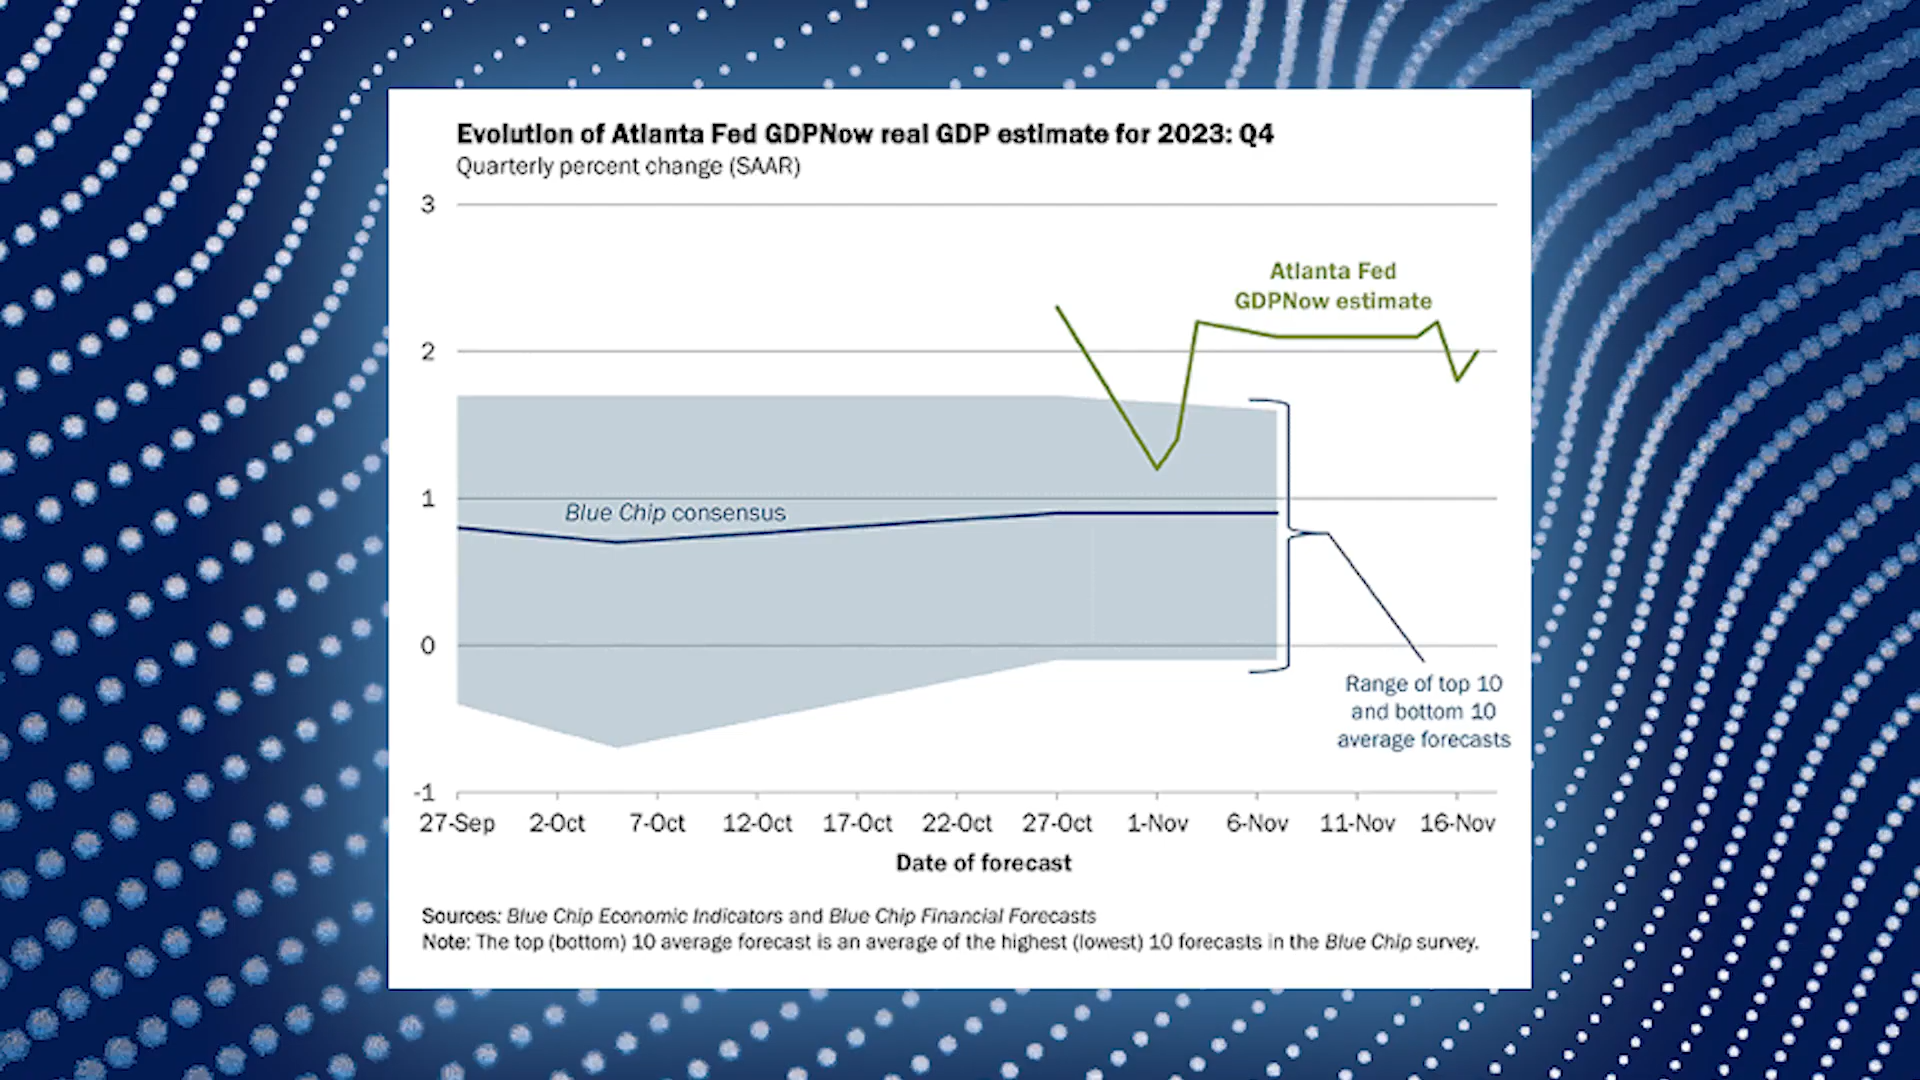 Evolution of Atlanta Fed GDPNow real GDP estimate for 2023: Q4
Quarterly percent change (SAAR)
3
Atlanta Fed
GDPNow estimate
2
1
Blue Chip consensus
0
Range of top 10
and bottom 10
average forecasts
-1
27-Sep 2-Oct 7-Oct 12-Oct 17-Oct 22-Oct 27-Oct 1-Nov 6-Nov 11-Nov 16-Nov
Date of forecast
Sources: Blue Chip Economic Indicators and Blue Chip Financial Forecasts
Note: The top (bottom) 10 average forecast is an average of the highest (lowest) 10 forecasts in the Blue Chip survey.